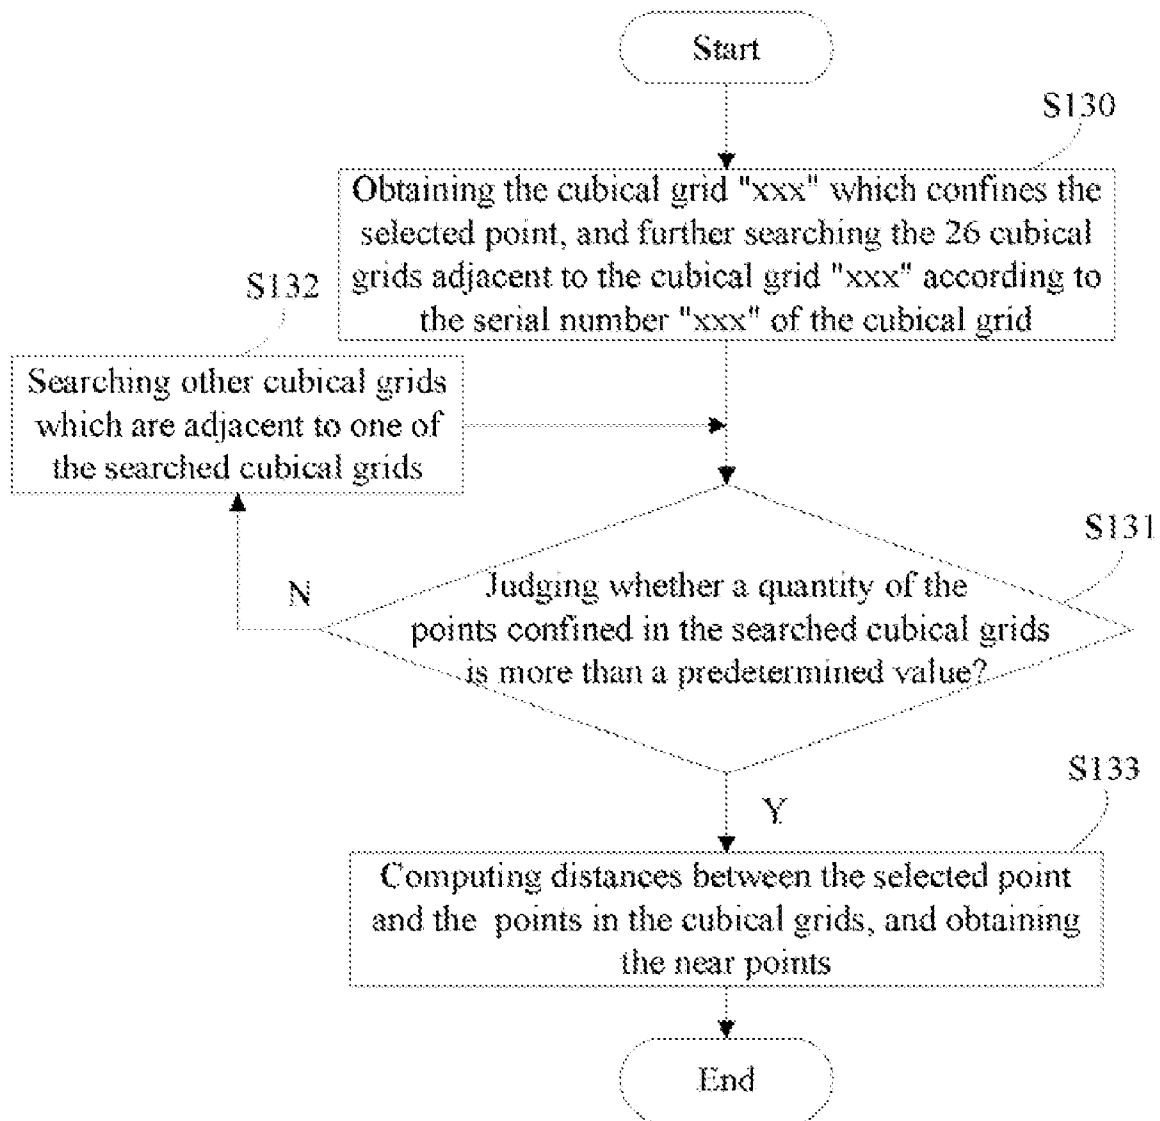 Start
S130
Obtaining the cubical grid "xxx" which confines the
selected point, and further searching the 26 cubical
grids adjacent to the cubical grid "xxx" according to
the serial number "xxx" of the cubical grid
S132
Searching other cubical grids
which are adjacent to one of
the searched cubical grids
S131
N
Judging whether a quantity of the
points confined in the searched cubical grids
is more than a predetermined value?
S133
Y
Computing distances between the selected point
and the points in the cubical grids, and obtaining
the near points
End